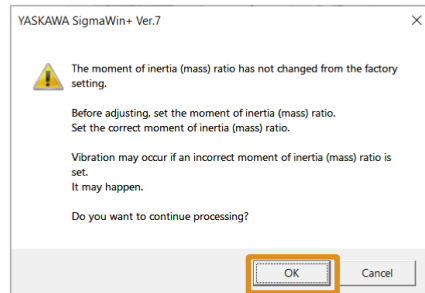 YASKAWA SigmaWin+ Ver.7
The moment of inertia (mass) ratio has not changed from the factory
setting.
Before adjusting, set the moment of inertia (mass) ratio.
Set the correct moment of inertia (mass) ratio.
Vibration may occur if an incorrect moment of inertia (mass) ratio is
set.
It may happen.
Do you want to continue processing?
OK
Cancel